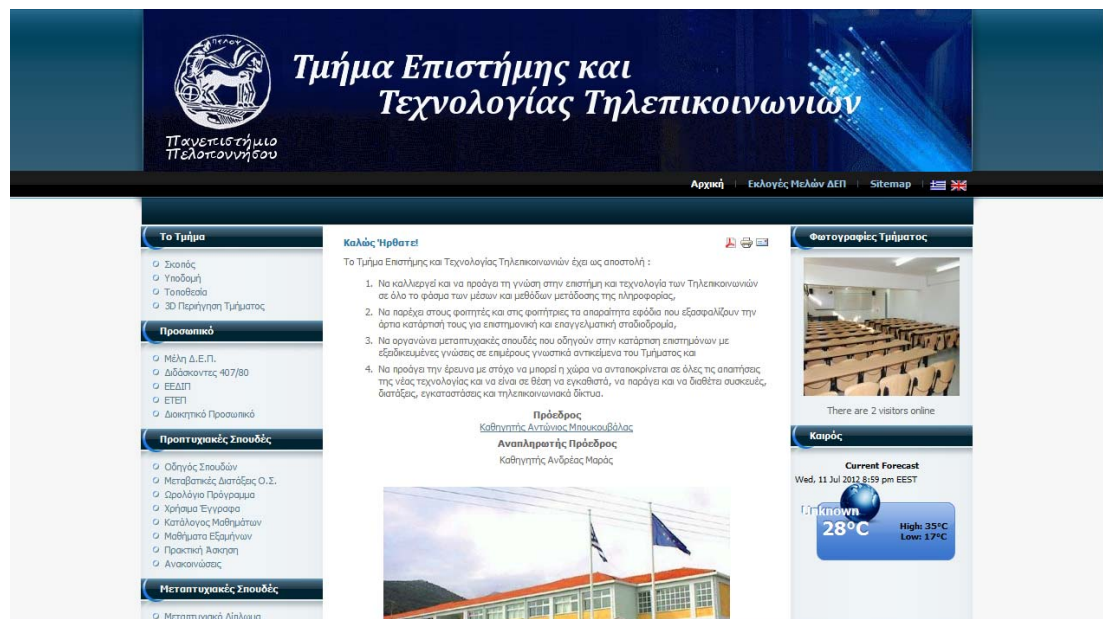 ΠΕΛΟΨ
Πανεπιστήμιο
Πελοποννήσου
Τμήμα Επιστήμης και
Τεχνολογίας Τηλεπικοινωνιών
Αρχική | Εκλογές Μελών ΔΕΠ | Sitemap
Το Τμήμα
Σκοπός
Υποδομή
Τοποθεσία
3D Περιήγηση Τμήματος
Προσωπικό
Μέλη Δ.Ε.Π.
Διδάσκοντες 407/80
ΕΕΔΙΠ
ΕΤΕΠ
Διοικητικό Προσωπικό
Προπτυχιακές Σπουδές
Οδηγός Σπουδών
Μεταβατικές Διατάξεις Ο.Σ.
Ωρολόγιο Πρόγραμμα
Χρήσιμα Έγγραφα
Κατάλογος Μαθημάτων
Μαθήματα Εξαμήνων
Πρακτική Άσκηση
Ανακοινώσεις
Μεταπτυχιακές Σπουδές
Μεταπτυχιακό Δίπλωμα
Καλώς Ήρθατε!
Το Τμήμα Επιστήμης και Τεχνολογίας Τηλεπικοινωνιών έχει ως αποστολή :
1. Να καλλιεργεί και να προάγει τη γνώση στην επιστήμη και τεχνολογία των Τηλεπικοινωνιών
σε όλο το φάσμα των μέσων και μεθόδων μετάδοσης της πληροφορίας,
2. Να παρέχει στους φοιτητές και στις φοιτήτριες τα απαραίτητα εφόδια που εξασφαλίζουν την
άρτια κατάρτισή τους για επιστημονική και επαγγελματική σταδιοδρομία,
3. Να οργανώνει μεταπτυχιακές σπουδές που οδηγούν στην κατάρτιση επιστημόνων με
εξειδικευμένες γνώσεις σε επιμέρους γνωστικά αντικείμενα του Τμήματος και
4. Να προάγει την έρευνα με στόχο να μπορεί η χώρα να ανταποκρίνεται σε όλες τις απαιτήσεις
της νέας τεχνολογίας και να είναι σε θέση να εγκαθιστά, να παράγει και να διαθέτει συσκευές,
διατάξεις, εγκαταστάσεις και τηλεπικοινωνιακά δίκτυα.
Πρόεδρος
Καθηγητής Αντώνιος Μπουκουβάλας
Αναπληρωτής Πρόεδρος
Καθηγητής Ανδρέας Μαράς
Φωτογραφίες Τμήματος
There are 2 visitors online
Καιρός
Current Forecast
Wed, 11 Jul 2012 8:59 pm EEST
Unknown
28°C
High: 35°C
Low: 17°C